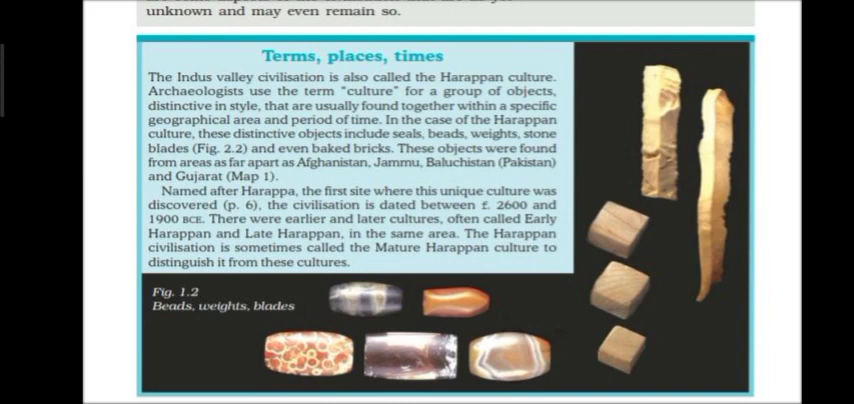 unknown and may even remain so.
Terms, places, times
The Indus valley civilisation is also called the Harappan culture.
Archaeologists use the term "culture" for a group of objects,
distinctive in style, that are usually found together within a specific
geographical area and period of time. In the case of the Harappan
culture, these distinctive objects include seals, beads, weights, stone
blades (Fig. 2.2) and even baked bricks. These objects were found
from areas as far apart as Afghanistan, Jammu, Baluchistan (Pakistan)
and Gujarat (Map 1).
Named after Harappa, the first site where this unique culture was
discovered (p. 6), the civilisation is dated between c. 2600 and
1900 BCE. There were earlier and later cultures, often called Early
Harappan and Late Harappan, in the same area. The Harappan
civilisation is sometimes called the Mature Harappan culture to
distinguish it from these cultures.
Fig. 1.2
Beads, weights, blades